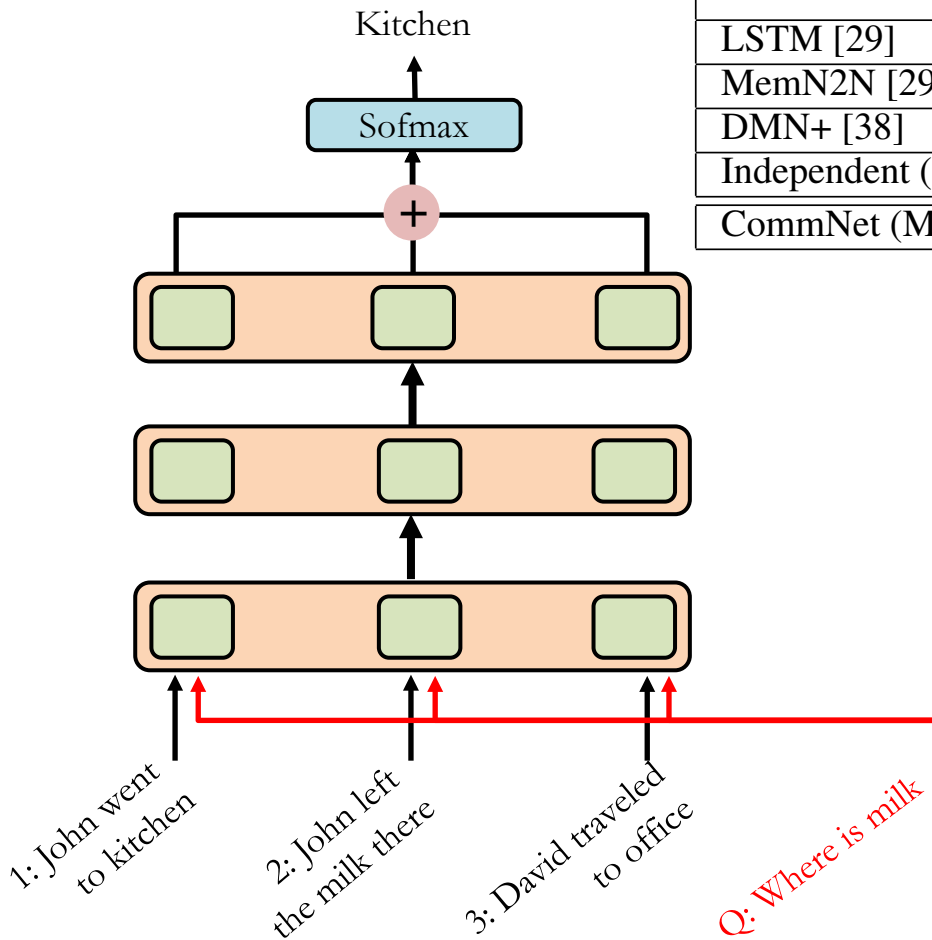 Kitchen
Sofmax
+
LSTM [29]
MemN2N [29
DMN+ [38]
Independent (
CommNet (M
1: John went
to kitchen
2: John left
the milk there
3: David traveled
to office
Q: Where is milk